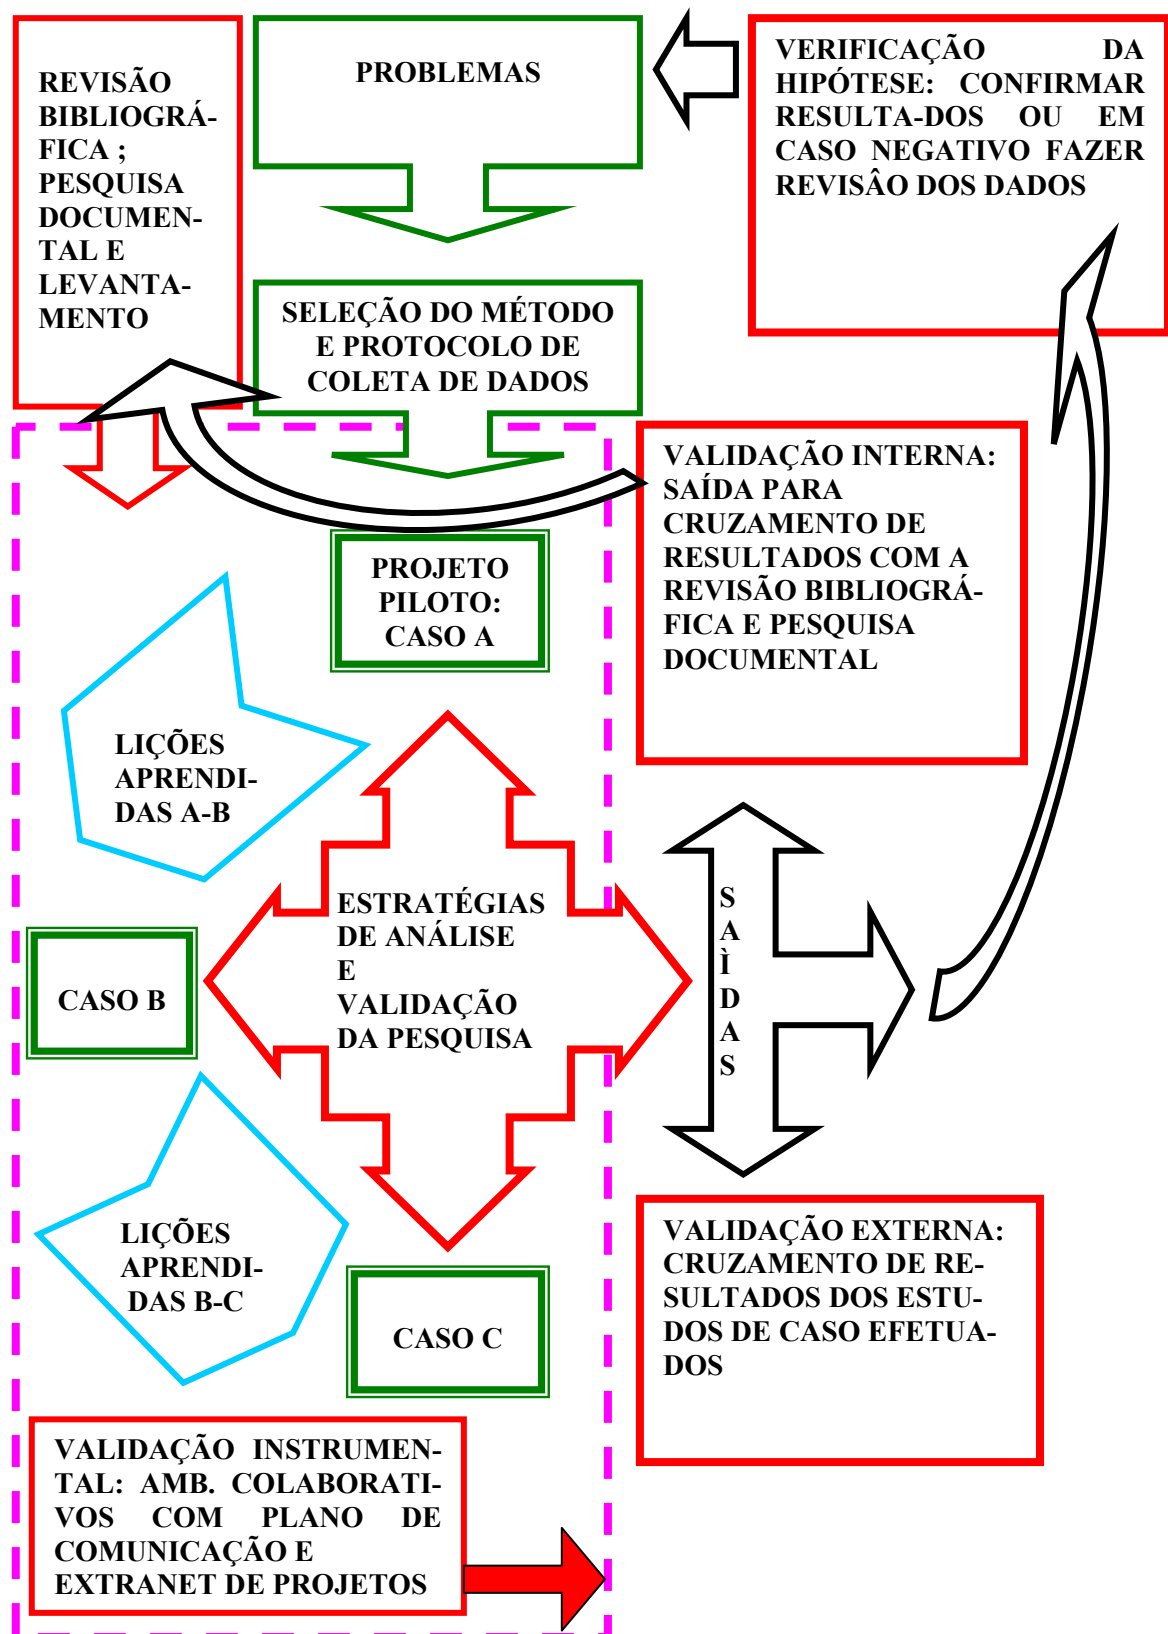 REVISÃO
BIBLIOGRÁ-
FICA ;
PESQUISA
DOCUMEN-
TAL E
LEVANTA-
MENTO
PROBLEMAS
VERIFICAÇÃO DA
HIPÓTESE: CONFIRMAR
RESULTA-DOS OU EM
CASO NEGATIVO FAZER
REVISÂO DOS DADOS
SELEÇÃO DO MÉTODO
E PROTOCOLO DE
COLETA DE DADOS
VALIDAÇÃO INTERNA:
SAÍDA PARA
CRUZAMENTO DE
RESULTADOS COM A
REVISÃO BIBLIOGRÁ-
FICA E PESQUISA
DOCUMENTAL
PROJETO
PILOTO:
CASO A
LIÇÕES
APRENDI-
DAS A-B
ESTRATÉGIAS
DE ANÁLISE
E
VALIDAÇÃO
DA PESQUISA
S
A
Ì
D
A
S
CASO B
LIÇÕES
APRENDI-
DAS B-C
CASO C
VALIDAÇÃO EXTERNA:
CRUZAMENTO DE RE-
SULTADOS DOS ESTU-
DOS DE CASO EFETUA-
DOS
VALIDAÇÃO INSTRUMEN-
TAL: AMB. COLABORATI-
VOS COM PLANO DE
COMUNICAÇÃO E
EXTRANET DE PROJETOS